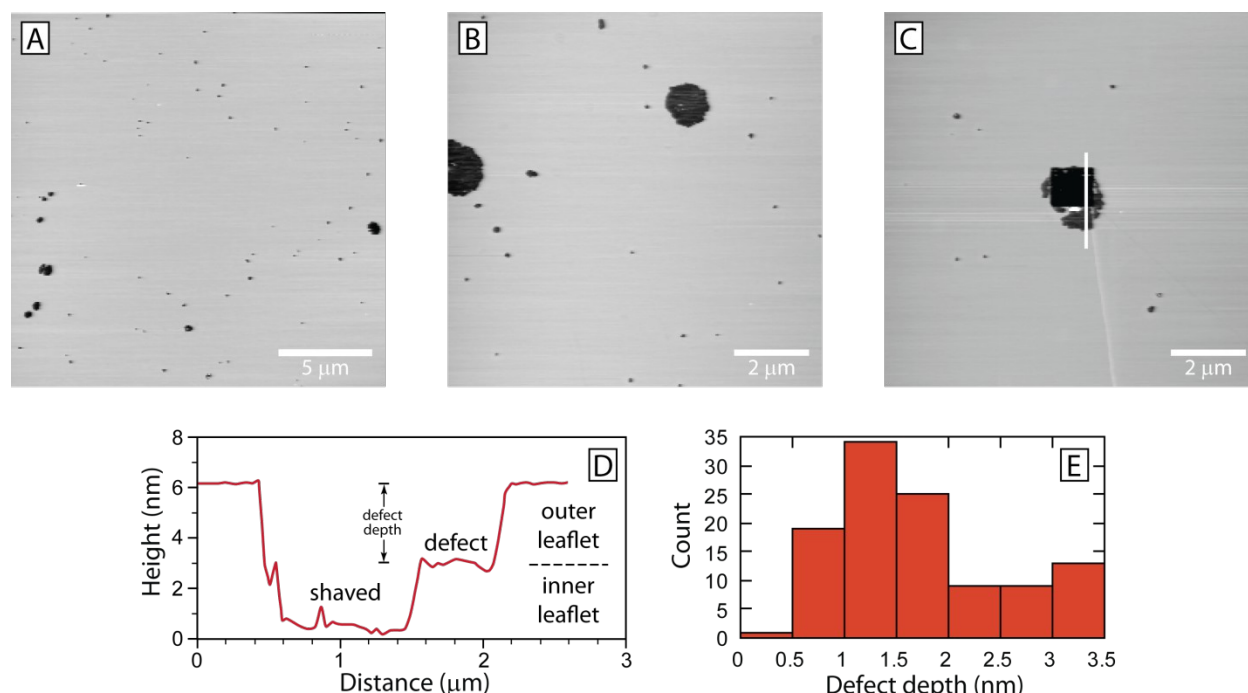 A
B
C
5 μm
2 μm
2 μm
D
Height (nm)
8
6
4
2
0
defect
depth
shaved
defect
outer
leaflet
inner
leaflet
0
1
2
3
Distance (μm)
E
Count
35
30
25
20
15
10
5
0
0
0.5
1
1.5
2
2.5
3
3.5
Defect depth (nm)